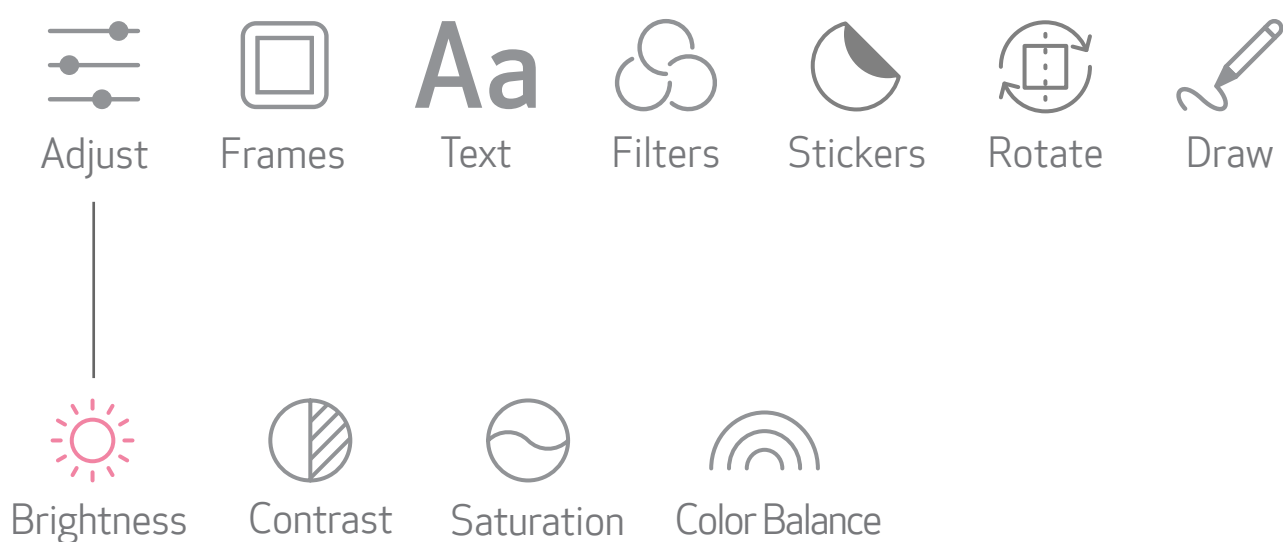 Aa
Adjust Frames Text Filters Stickers Rotate Draw
Brightness Contrast Saturation Color Balance